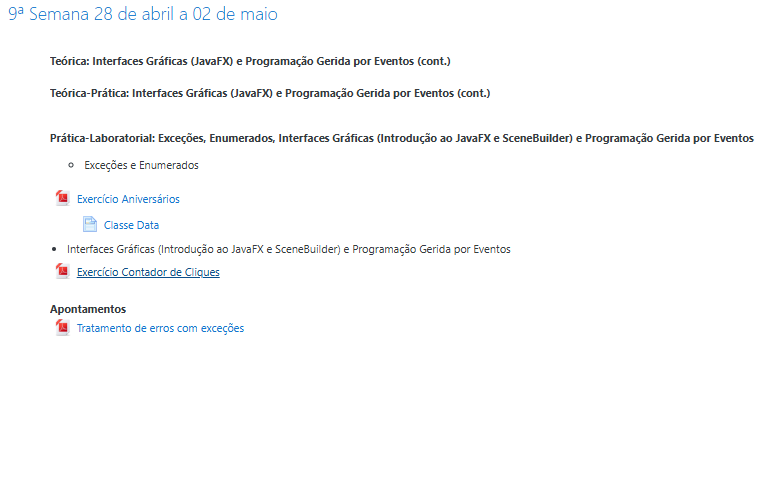 9ª Semana 28 de abril a 02 de maio
Teórica: Interfaces Gráficas (JavaFX) e Programação Gerida por Eventos (cont.)
Teórica-Prática: Interfaces Gráficas (JavaFX) e Programação Gerida por Eventos (cont.)
Prática-Laboratorial: Exceções, Enumerados, Interfaces Gráficas (Introdução ao JavaFX e SceneBuilder) e Programação Gerida por Eventos
Exceções e Enumerados
Exercício Aniversários
Classe Data
Interfaces Gráficas (Introdução ao JavaFX e SceneBuilder) e Programação Gerida por Eventos
Exercício Contador de Cliques
Apontamentos
Tratamento de erros com exceções